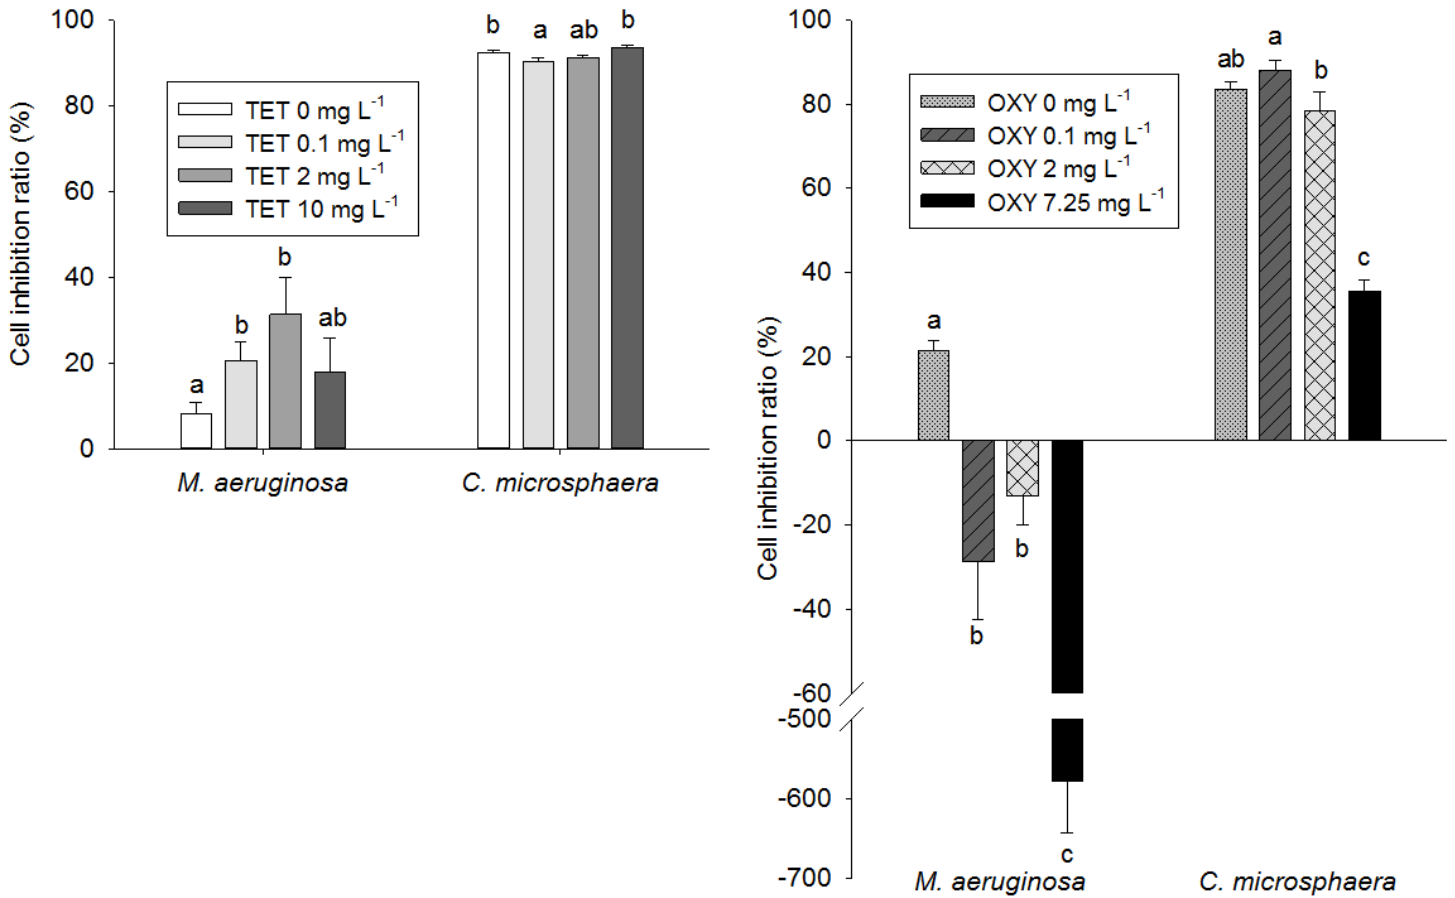 100
80
60
40
20
0
Cell inhibition ratio (%)
TET 0 mg L⁻¹
TET 0.1 mg L⁻¹
TET 2 mg L⁻¹
TET 10 mg L⁻¹
a
b
b
ab
b
a
ab
b
M. aeruginosa
C. microsphaera
100
80
60
40
20
0
-20
-40
-60
-500
-600
-700
Cell inhibition ratio (%)
OXY 0 mg L⁻¹
OXY 0.1 mg L⁻¹
OXY 2 mg L⁻¹
OXY 7.25 mg L⁻¹
a
b
b
c
ab
a
b
c
M. aeruginosa
C. microsphaera